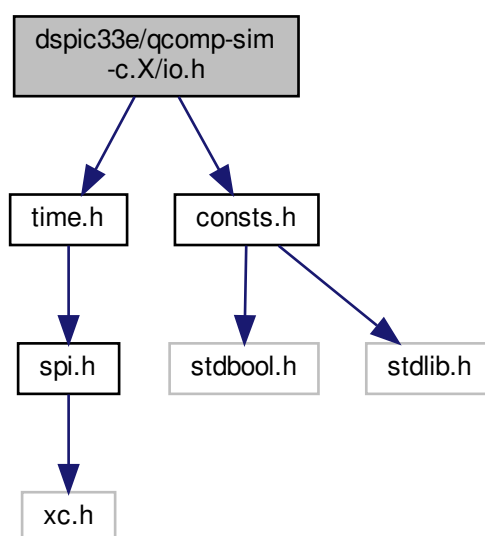 dspic33e/qcomp-sim
-c.X/io.h
time.h
consts.h
spi.h
stdbool.h
stdlib.h
xc.h